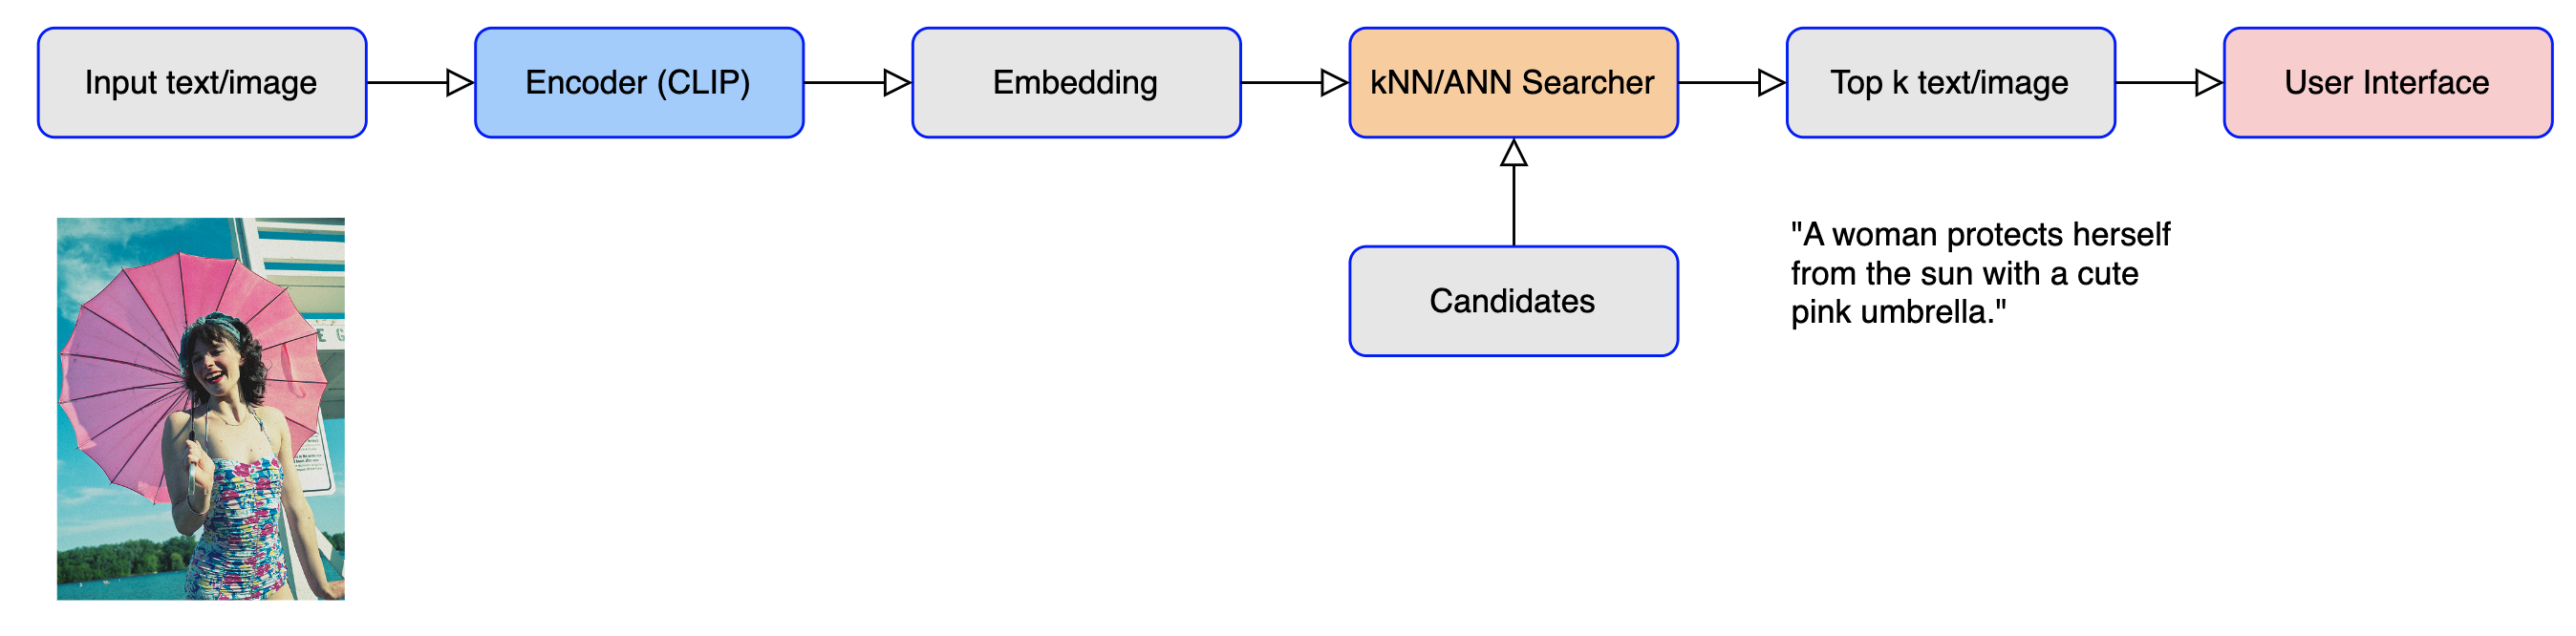 Input text/image
Encoder (CLIP)
Embedding
kNN/ANN Searcher
Top k text/image
User Interface
Candidates
"A woman protects herself
from the sun with a cute
pink umbrella."
E G